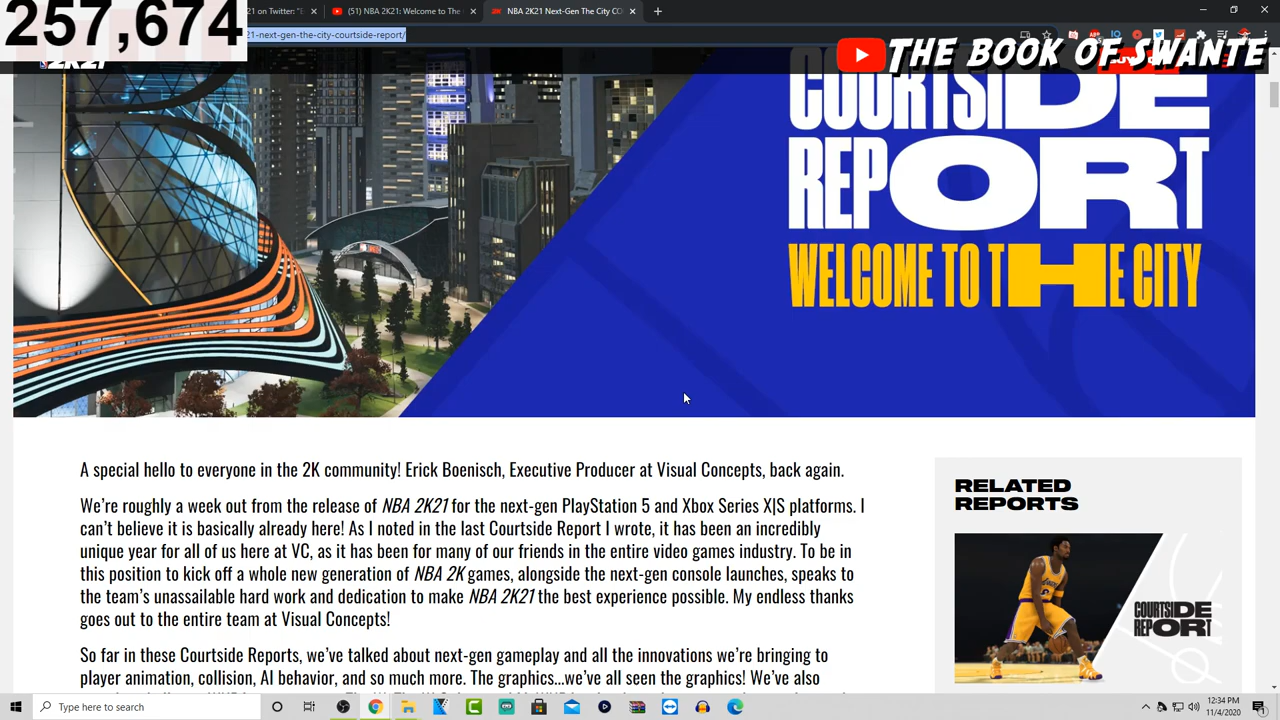 257,674
21 on Twitter: "E
(51) NBA 2K21: Welcome to The
NBA 2K21 Next-Gen The City CO
21-next-gen-the-city-courtside-report/
THE BOOK OF SWANTE
2K21
COURTSIDE
REPORT
WELCOME TO THE CITY
A special hello to everyone in the 2K community! Erick Boenisch, Executive Producer at Visual Concepts, back again.
We're roughly a week out from the release of NBA 2K21 for the next-gen PlayStation 5 and Xbox Series X|S platforms. I
can't believe it is basically already here! As I noted in the last Courtside Report I wrote, it has been an incredibly
unique year for all of us here at VC, as it has been for many of our friends in the entire video games industry. To be in
this position to kick off a whole new generation of NBA 2K games, alongside the next-gen console launches, speaks to
the team's unassailable hard work and dedication to make NBA 2K21 the best experience possible. My endless thanks
goes out to the entire team at Visual Concepts!
So far in these Courtside Reports, we've talked about next-gen gameplay and all the innovations we're bringing to
player animation, collision, AI behavior, and so much more. The graphics...we've all seen the graphics! We've also
RELATED
REPORTS
COURTSIDE
REPORT
Type here to search
12:34 PM
11/4/2020